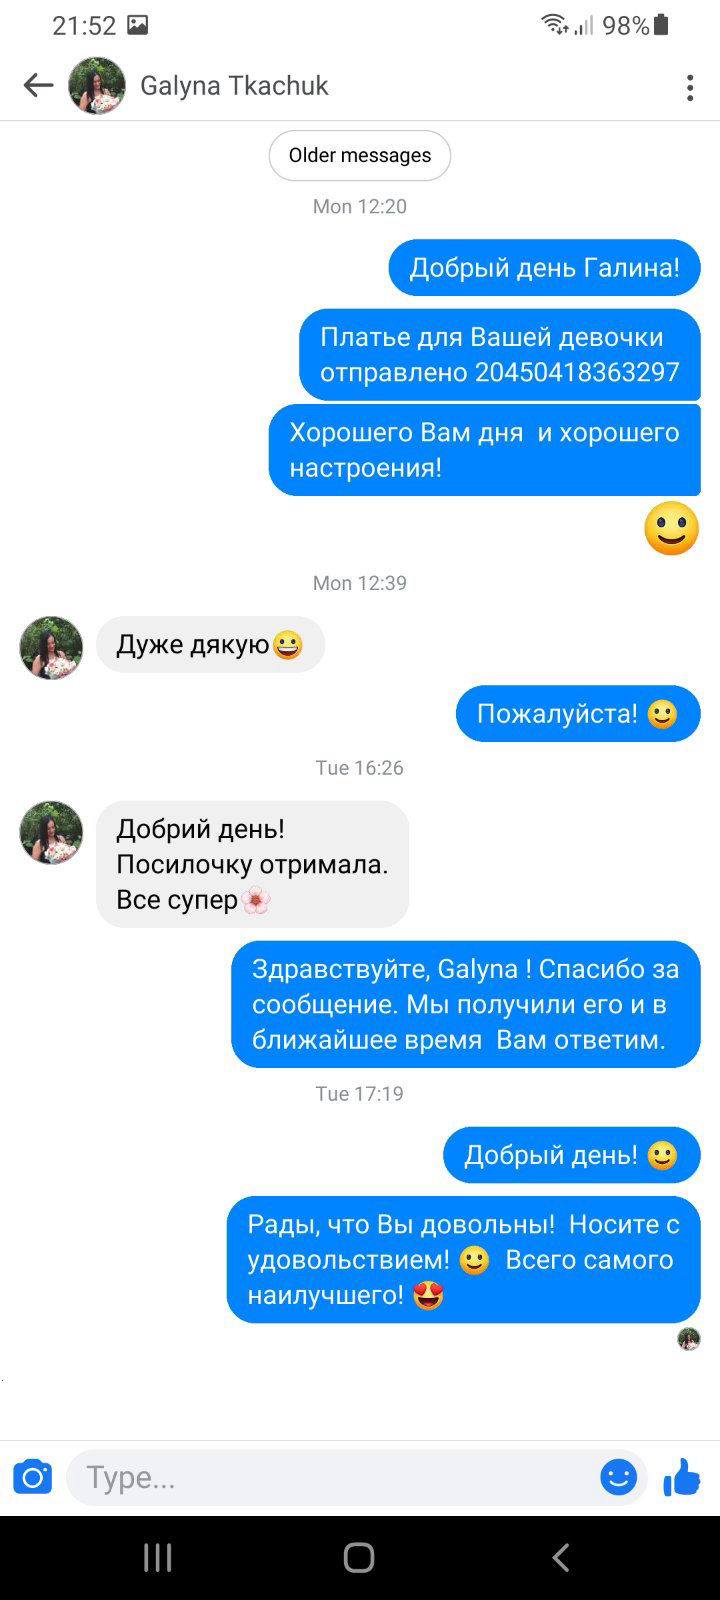 21:52
98%
Galyna Tkachuk
Older messages
Mon 12:20
Добрый день Галина!
Платье для Вашей девочки
отправлено 20450418363297
Хорошего Вам дня  и хорошего
настроения!
Mon 12:39
Дуже дякую😀
Пожалуйста! 🙂
Tue 16:26
Добрий день!
Посилочку отримала.
Все супер🌸
Здравствуйте, Galyna ! Спасибо за
сообщение. Мы получили его и в
ближайшее время  Вам ответим.
Tue 17:19
Добрый день! 🙂
Рады, что Вы довольны!  Носите с
удовольствием! 🙂  Всего самого
наилучшего! 😍
Type...